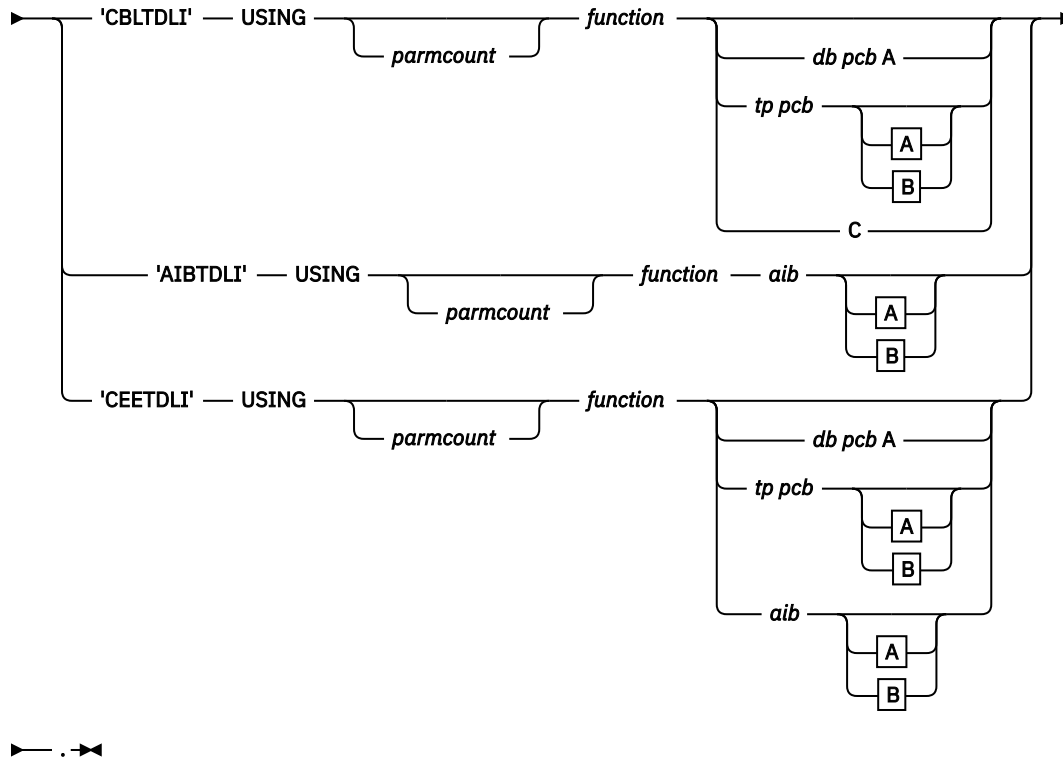 'CBLTDLI' USING function
parmcount db pcb A
tp pcb
A
B
C
'AIBTDLI' USING function aib
parmcount A
B
'CEETDLI' USING function
parmcount db pcb A
tp pcb
A
B
aib
A
B
.